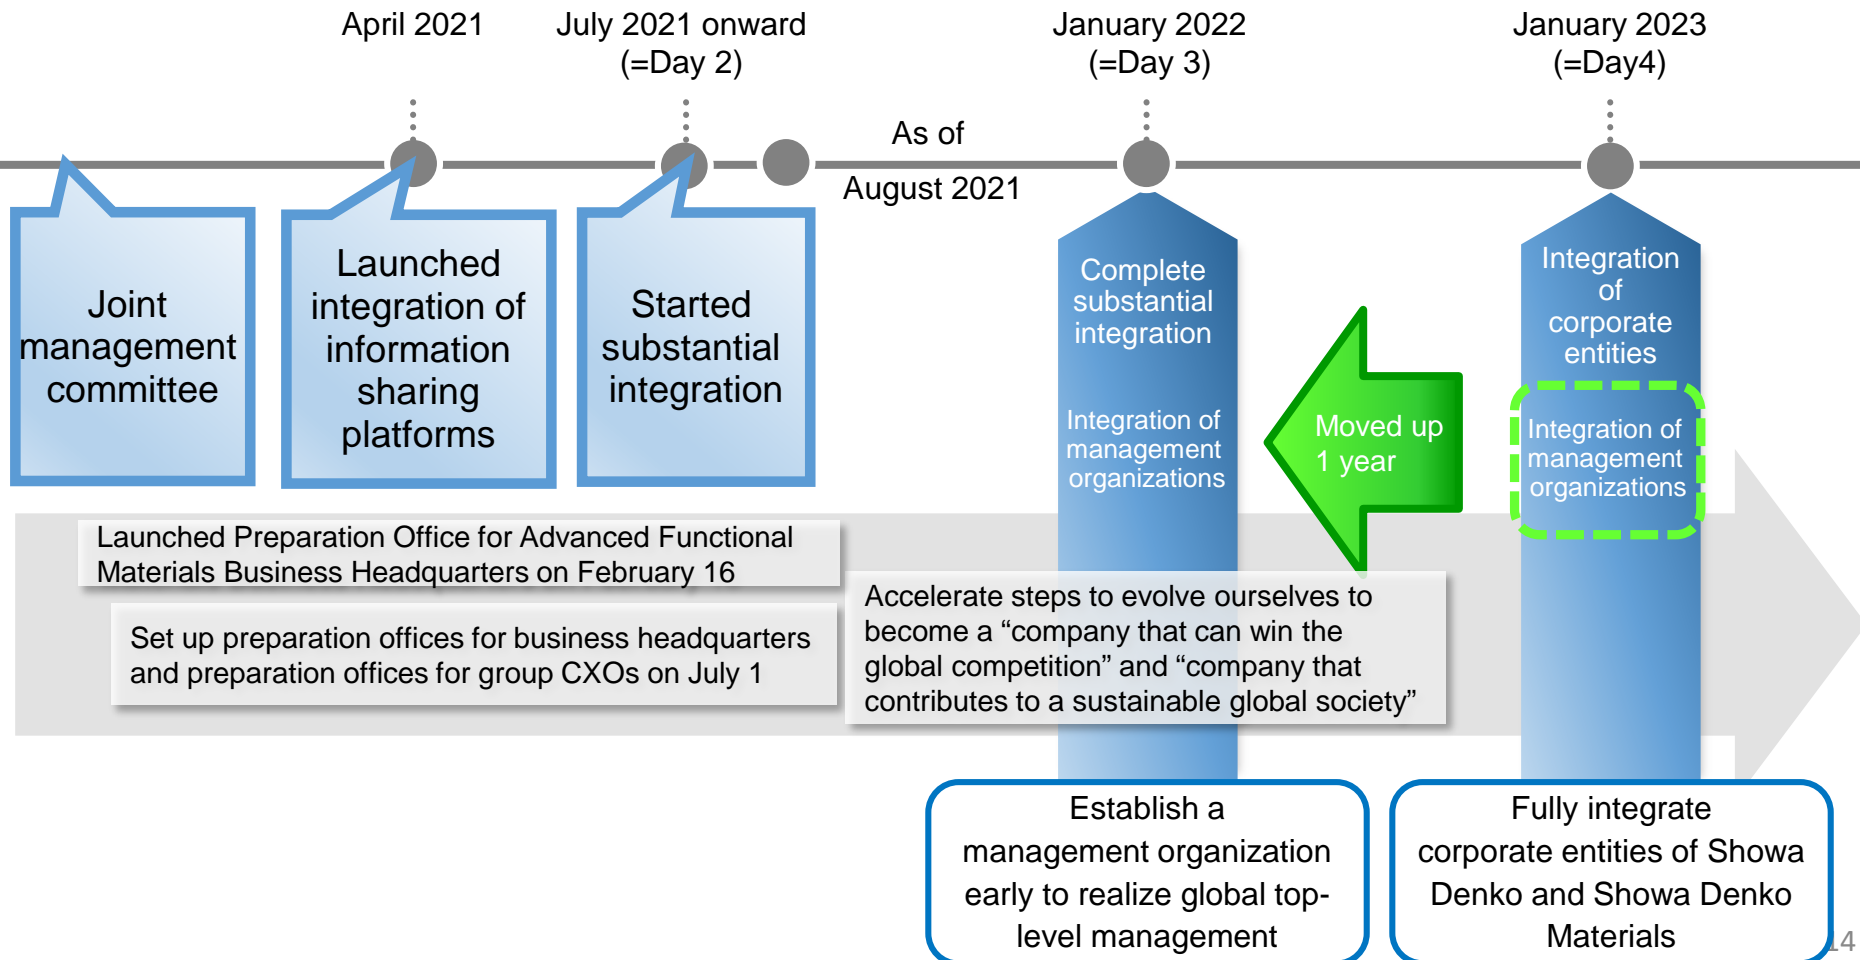 April 2021
July 2021 onward
(=Day 2)
January 2022
(=Day 3)
January 2023
(=Day4)
As of
August 2021
Joint
management
committee
Launched
integration of
information
sharing
platforms
Started
substantial
integration
Complete
substantial
integration
Integration of
management
organizations
Moved up
1 year
Integration
of
corporate
entities
Integration of
management
organizations
Launched Preparation Office for Advanced Functional
Materials Business Headquarters on February 16
Set up preparation offices for business headquarters
and preparation offices for group CXOs on July 1
Accelerate steps to evolve ourselves to
become a “company that can win the
global competition” and “company that
contributes to a sustainable global society”
Establish a
management organization
early to realize global top-
level management
Fully integrate
corporate entities of Showa
Denko and Showa Denko
Materials
14